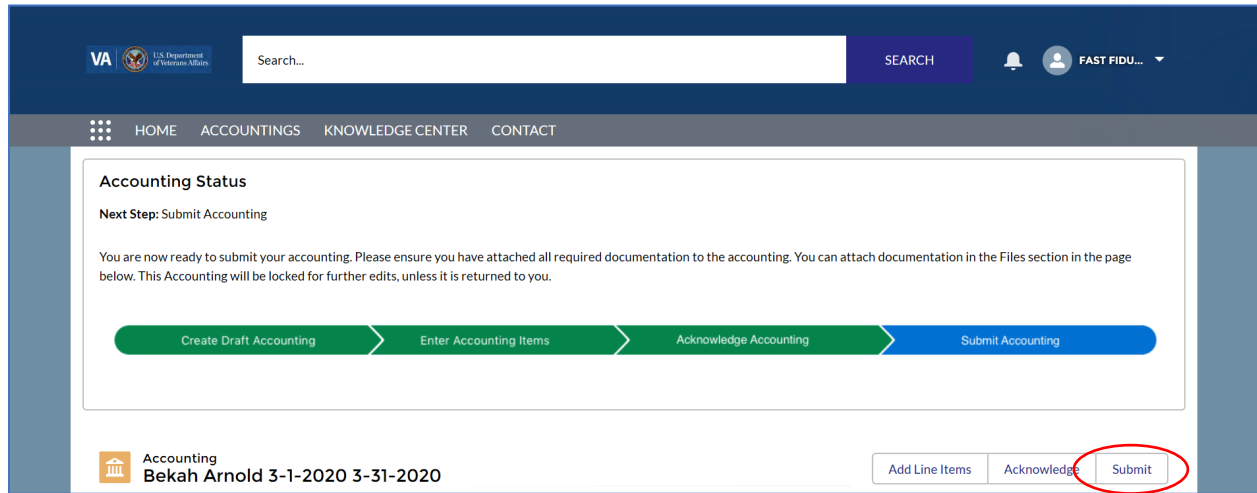 VA
U.S. Department
of Veterans Affairs
Search...
SEARCH
FAST FIDU...
HOME ACCOUNTINGS KNOWLEDGE CENTER CONTACT
Accounting Status
Next Step: Submit Accounting
You are now ready to submit your accounting. Please ensure you have attached all required documentation to the accounting. You can attach documentation in the Files section in the page
below. This Accounting will be locked for further edits, unless it is returned to you.
Create Draft Accounting Enter Accounting Items Acknowledge Accounting Submit Accounting
Accounting
Bekah Arnold 3-1-2020 3-31-2020
Add Line Items Acknowledge Submit